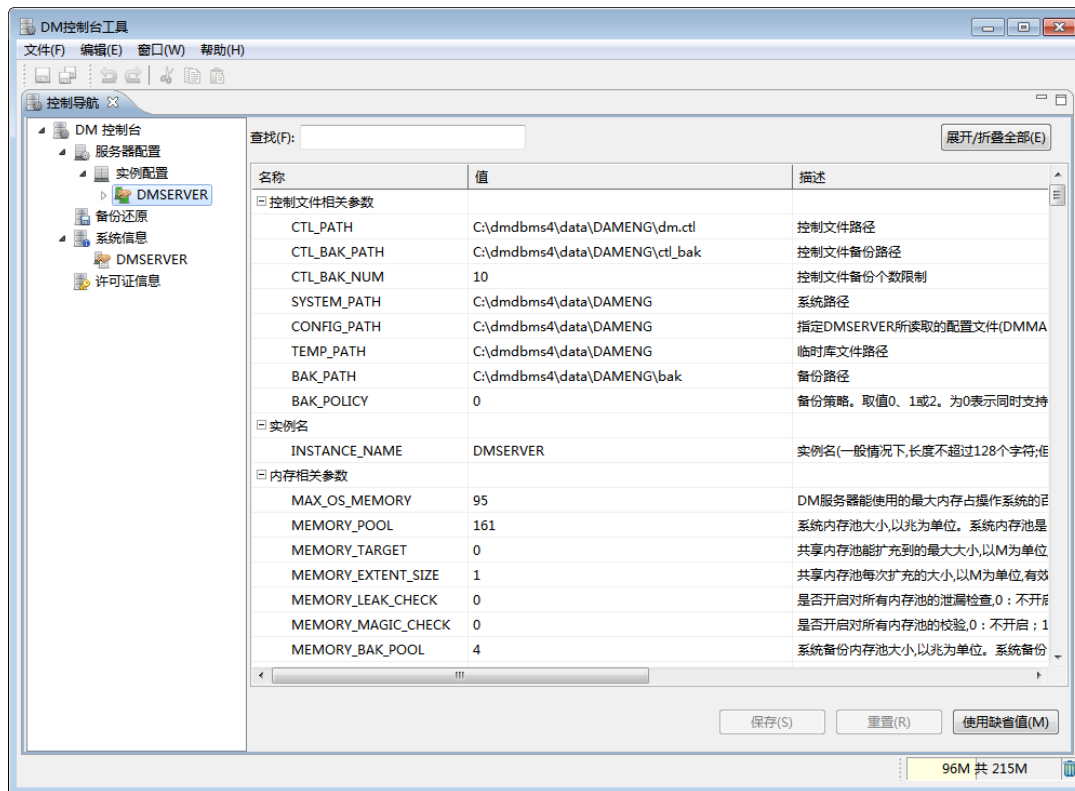 DM控制台工具
文件(F) 编辑(E) 窗口(W) 帮助(H)
控制导航
DM 控制台
服务器配置
实例配置
DMSERVER
备份还原
系统信息
DMSERVER
许可证信息
查找(F): 展开/折叠全部(E)
名称 值 描述
控制文件相关参数
CTL_PATH C:\dmdbms4\data\DAMENG\dm.ctl 控制文件路径
CTL_BAK_PATH C:\dmdbms4\data\DAMENG\ctl_bak 控制文件备份路径
CTL_BAK_NUM 10 控制文件备份个数限制
SYSTEM_PATH C:\dmdbms4\data\DAMENG 系统路径
CONFIG_PATH C:\dmdbms4\data\DAMENG 指定DMSERVER所读取的配置文件(DMMA
TEMP_PATH C:\dmdbms4\data\DAMENG 临时库文件路径
BAK_PATH C:\dmdbms4\data\DAMENG\bak 备份路径
BAK_POLICY 0 备份策略。取值0、1或2。为0表示同时支持
实例名
INSTANCE_NAME DMSERVER 实例名(一般情况下,长度不超过128个字符;但
内存相关参数
MAX_OS_MEMORY 95 DM服务器能使用的最大内存占操作系统的百
MEMORY_POOL 161 系统内存池大小,以兆为单位。系统内存池是
MEMORY_TARGET 0 共享内存池能扩充到的最大大小,以M为单位
MEMORY_EXTENT_SIZE 1 共享内存池每次扩充的大小,以M为单位,有效
MEMORY_LEAK_CHECK 0 是否开启对所有内存池的泄漏检查,0：不开启
MEMORY_MAGIC_CHECK 0 是否开启对所有内存池的校验,0：不开启；1
MEMORY_BAK_POOL 4 系统备份内存池大小,以兆为单位。系统备份
保存(S) 重置(R) 使用缺省值(M)
96M 共 215M